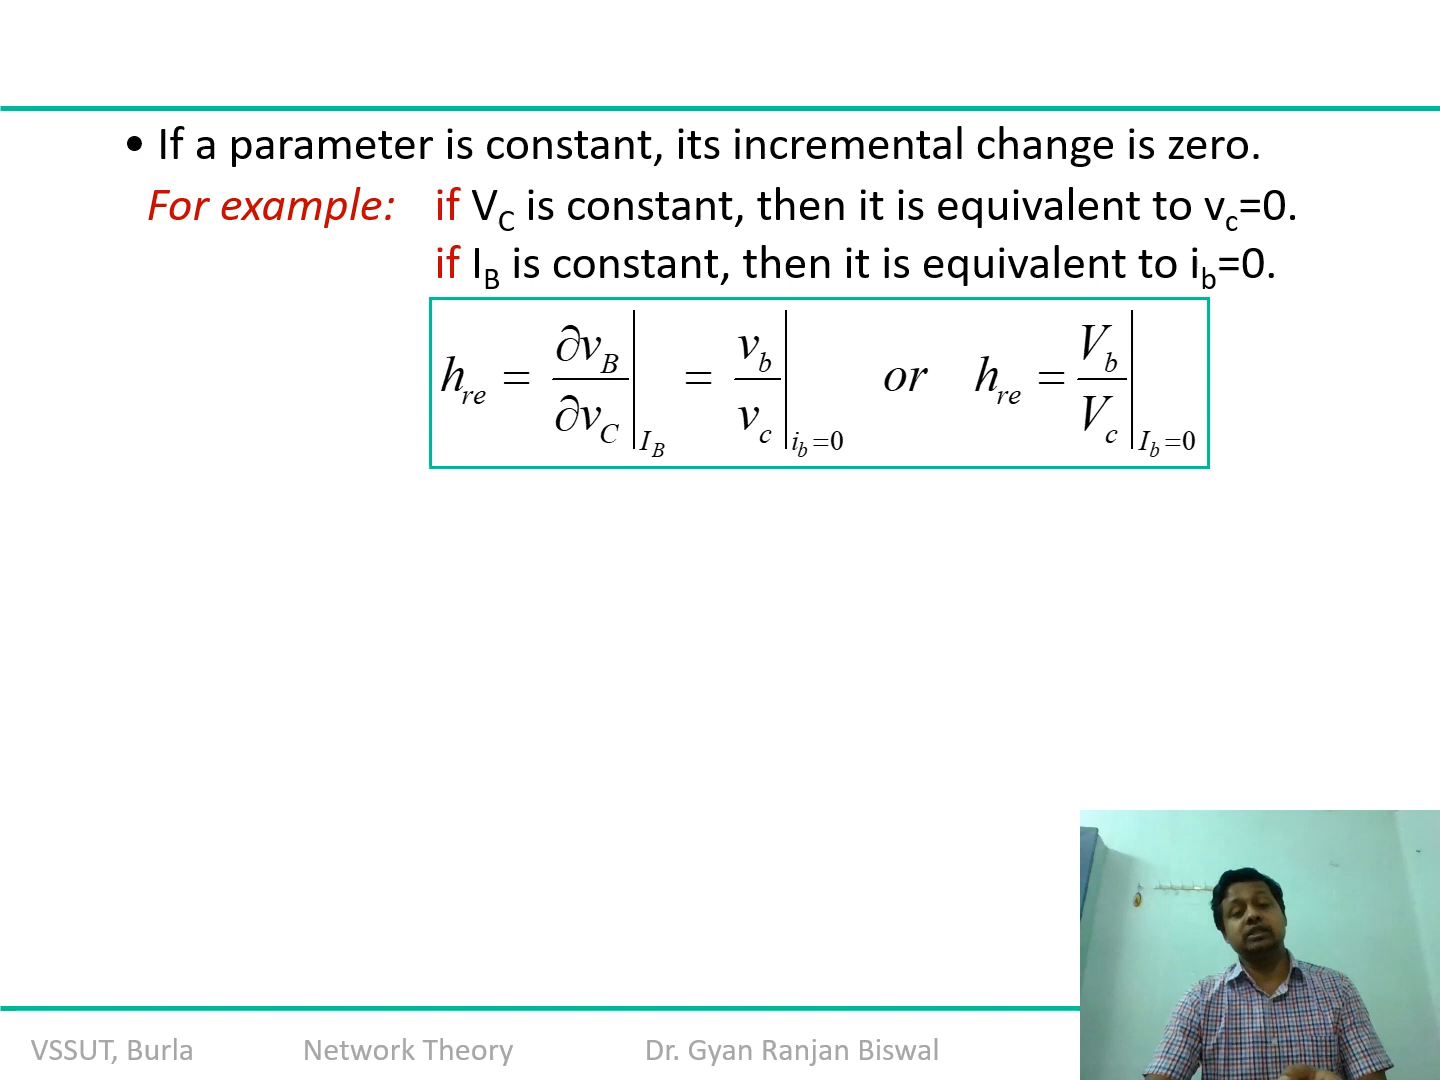 • If a parameter is constant, its incremental change is zero.
For example: if V_C is constant, then it is equivalent to v_c=0.
if I_B is constant, then it is equivalent to i_b=0.
h_re = ∂v_B/∂v_C |_{I_B} = v_b/v_c |_{i_b=0} or h_re = V_b/V_c |_{I_b=0}
VSSUT, Burla Network Theory Dr. Gyan Ranjan Biswal